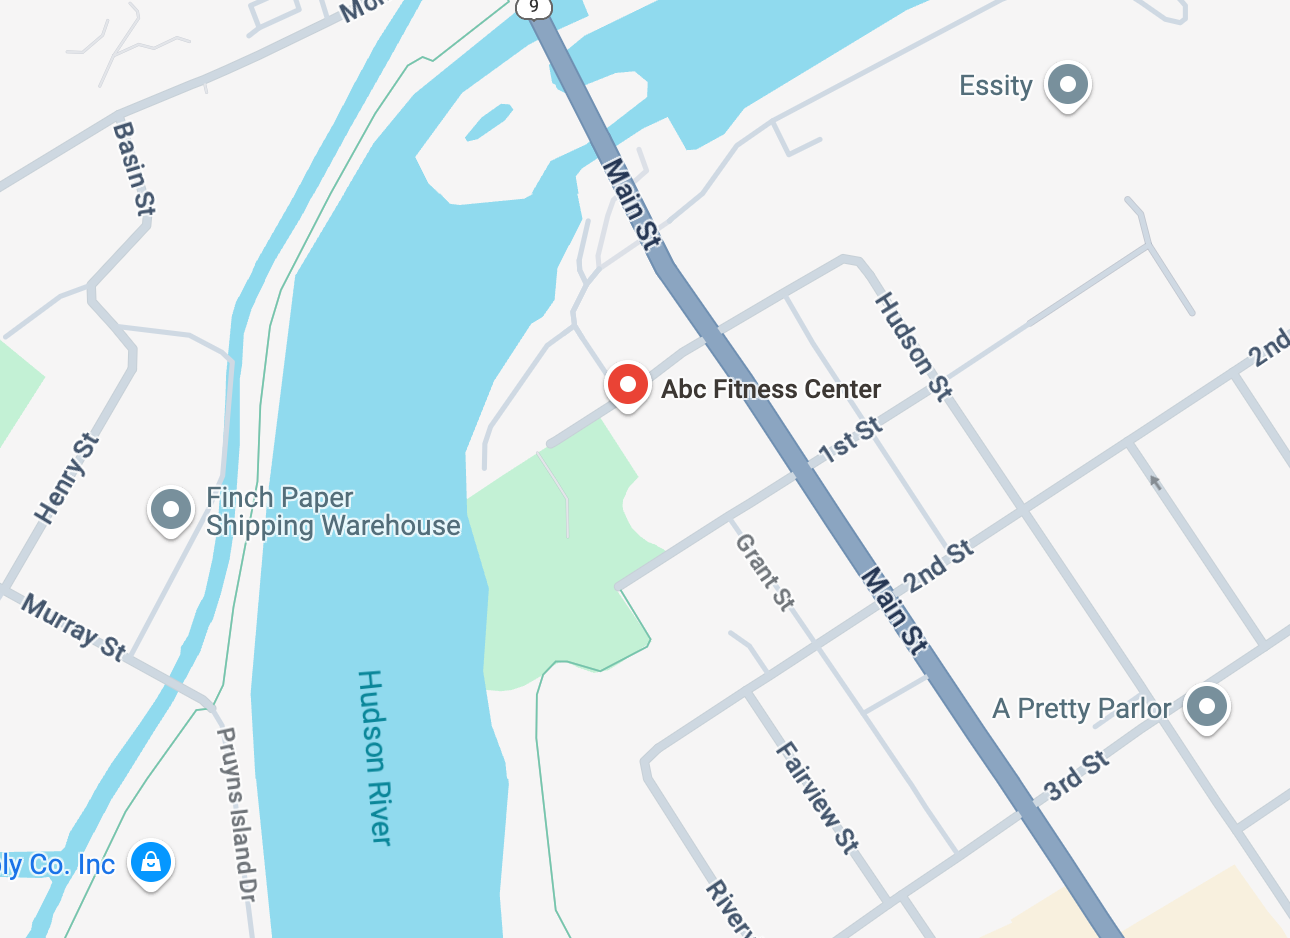 9
Essity
Basin St
Main St
Hudson St
2nd
Abc Fitness Center
1st St
Henry St
Finch Paper
Shipping Warehouse
Grant St
2nd St
Main St
Murray St
Hudson River
A Pretty Parlor
Pruyns Island Dr
Fairview St
3rd St
Co. Inc